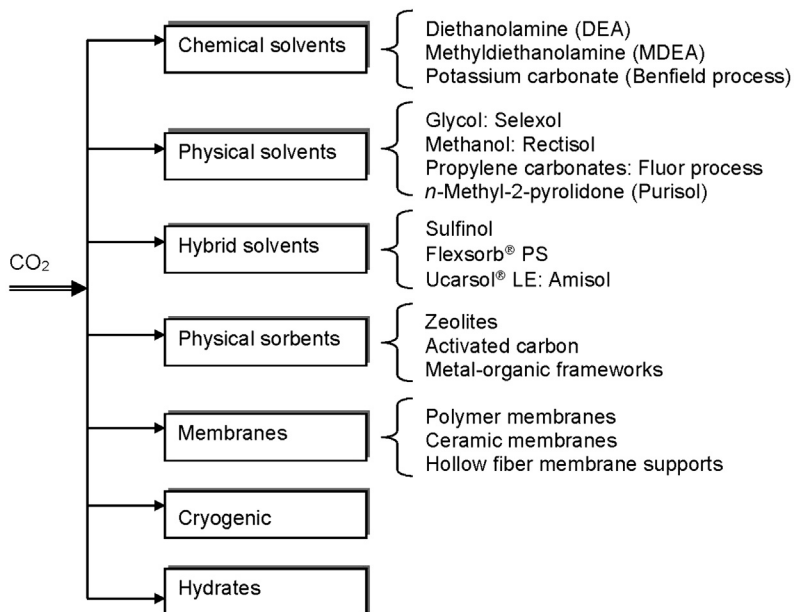 CO₂
Chemical solvents
Diethanolamine (DEA)
Methyldiethanolamine (MDEA)
Potassium carbonate (Benfield process)
Physical solvents
Glycol: Selexol
Methanol: Rectisol
Propylene carbonates: Fluor process
n-Methyl-2-pyrolidone (Purisol)
Hybrid solvents
Sulfinol
Flexsorb® PS
Ucarsol® LE: Amisol
Physical sorbents
Zeolites
Activated carbon
Metal-organic frameworks
Membranes
Polymer membranes
Ceramic membranes
Hollow fiber membrane supports
Cryogenic
Hydrates